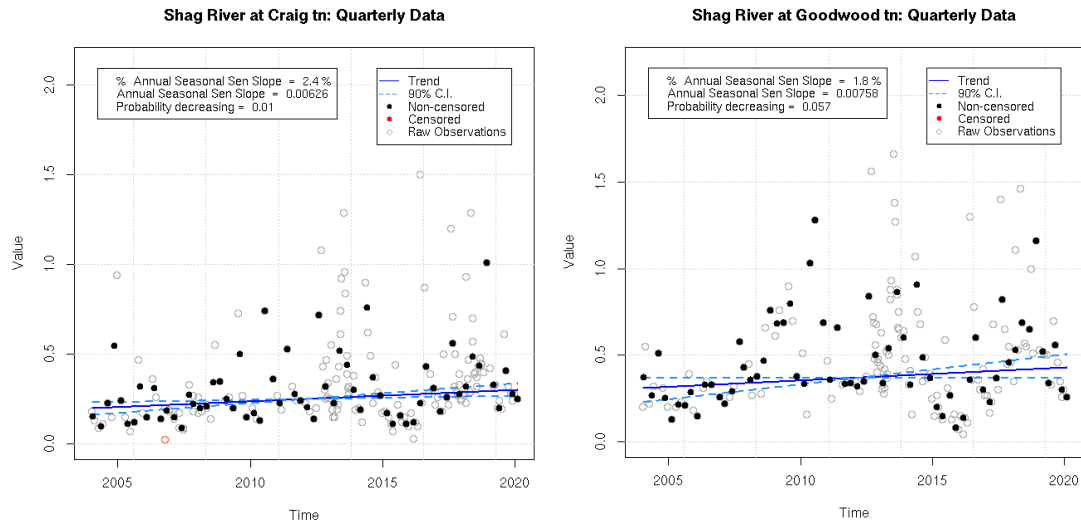 Shag River at Craig tn: Quarterly Data
% Annual Seasonal Sen Slope = 2.4 %
Annual Seasonal Sen Slope = 0.00626
Probability decreasing = 0.01
Trend
90% C.I.
Non-censored
Censored
Raw Observations
Value
2.0
1.5
1.0
0.5
0.0
2005
2010
2015
2020
Time
Shag River at Goodwood tn: Quarterly Data
% Annual Seasonal Sen Slope = 1.8 %
Annual Seasonal Sen Slope = 0.00758
Probability decreasing = 0.057
Trend
90% C.I.
Non-censored
Censored
Raw Observations
Value
2.0
1.5
1.0
0.5
0.0
2005
2010
2015
2020
Time